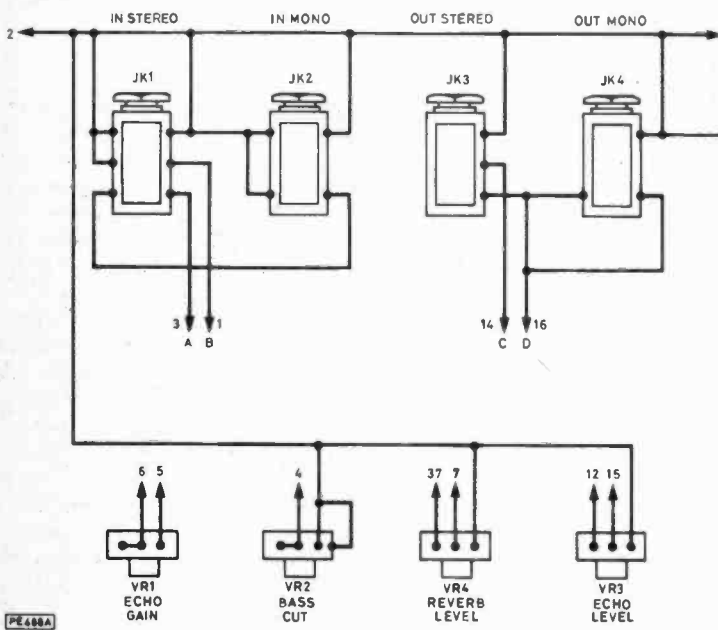 IN STEREO IN MONO OUT STEREO OUT MONO
2
JK1 JK2 JK3 JK4
3 1 14 16
A B C D
6 5 4 37 7 12 15
VR1 VR2 VR4 VR3
ECHO BASS REVERB ECHO
GAIN CUT LEVEL LEVEL
PE488A